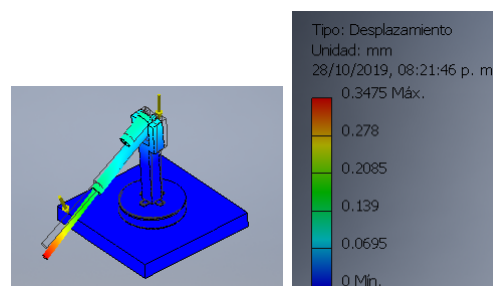 Tipo: Desplazamiento
Unidad: mm
28/10/2019, 08:21:46 p. m
0.3475 Máx.
0.278
0.2085
0.139
0.0695
0 Mín.